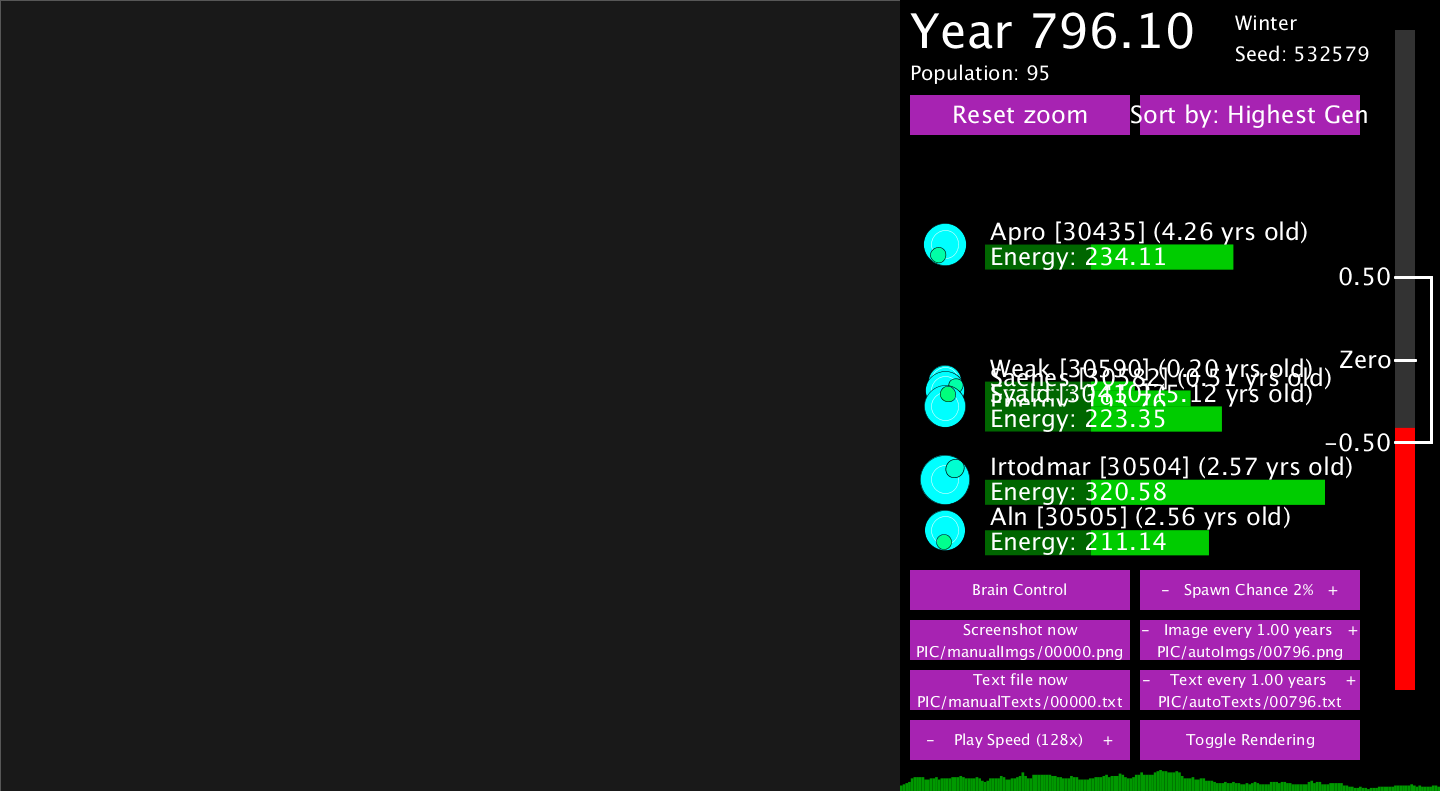 Year 796.10
Winter
Seed: 532579
Population: 95
Reset zoom
Sort by: Highest Gen
Apro [30435] (4.26 yrs old)
Energy: 234.11
0.50
Zero
Weak [30590] (0.20 yrs old)
Saenes [30582] (0.51 yrs old)
[30410] (5.12 yrs old)
Energy: 223.35
-0.50
Irtodmar [30504] (2.57 yrs old)
Energy: 320.58
Aln [30505] (2.56 yrs old)
Energy: 211.14
Brain Control
- Spawn Chance 2% +
Screenshot now
PIC/manualImgs/00000.png
- Image every 1.00 years +
PIC/autoImgs/00796.png
Text file now
PIC/manualTexts/00000.txt
- Text every 1.00 years +
PIC/autoTexts/00796.txt
- Play Speed (128x) +
Toggle Rendering